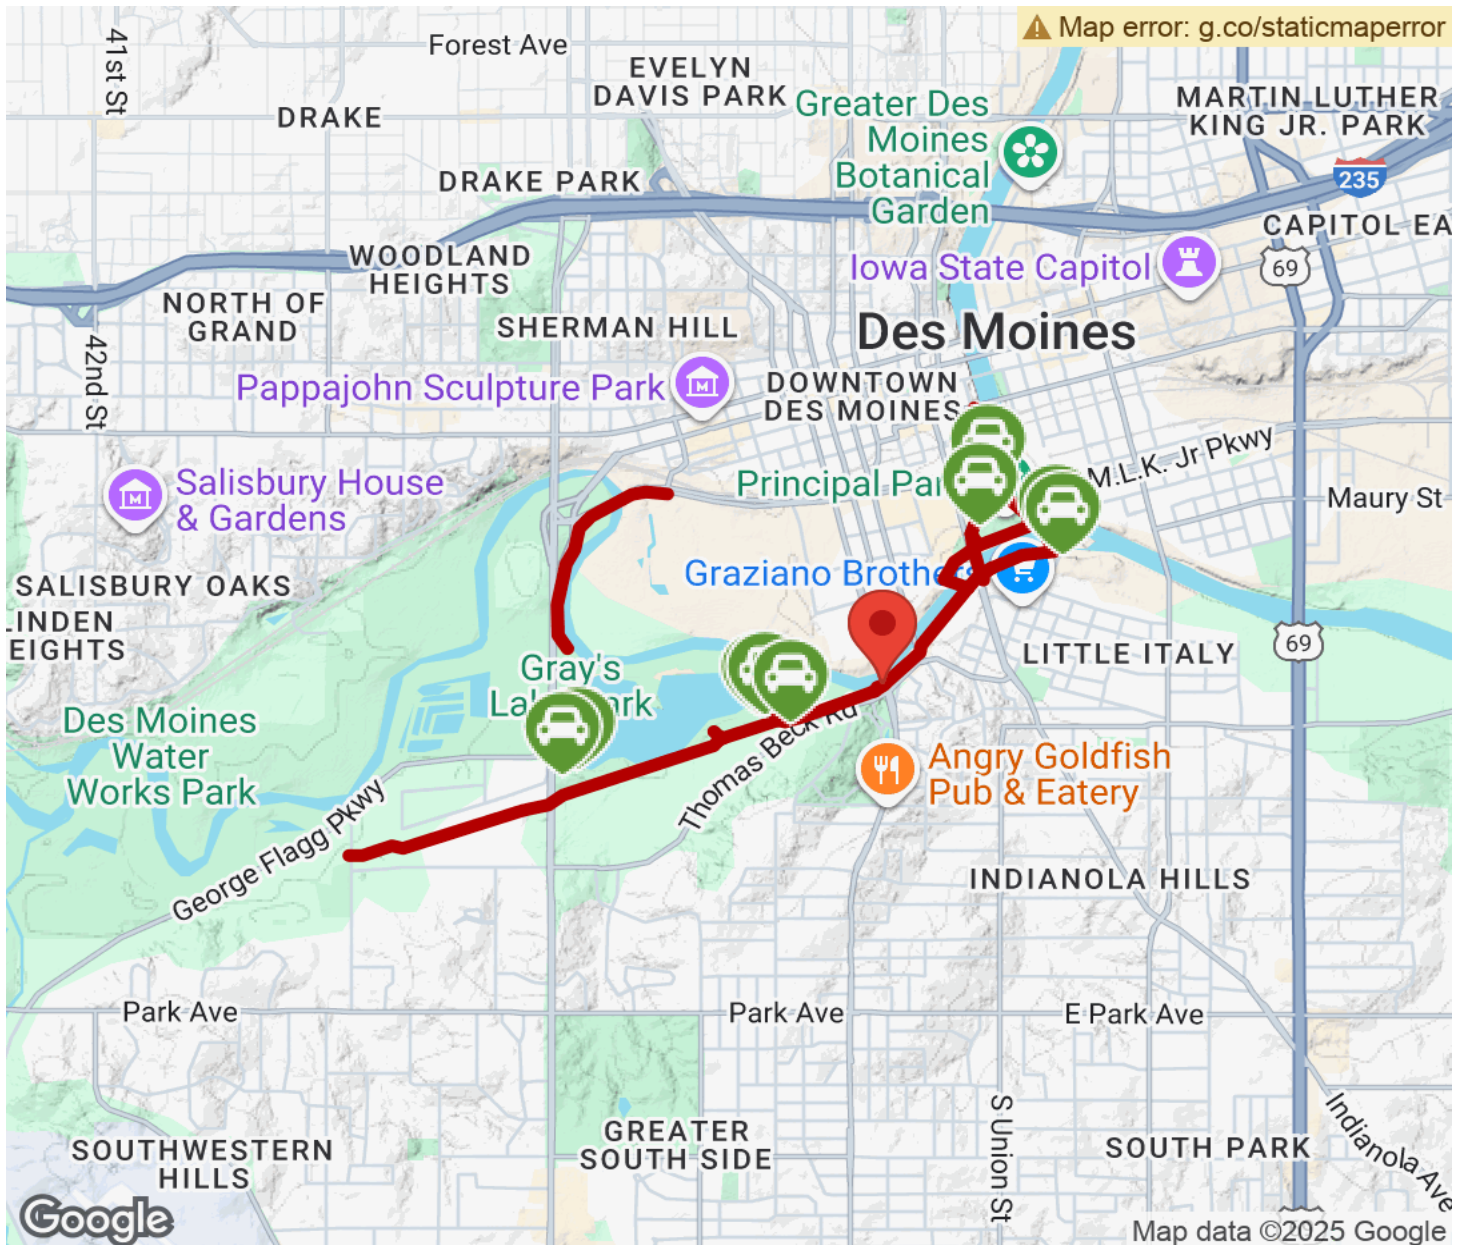 Map error: g.co/staticmaperror
41st St
Forest Ave
EVELYN
DAVIS PARK
DRAKE
Greater Des
Moines
Botanical
Garden
MARTIN LUTHER
KING JR. PARK
235
DRAKE PARK
CAPITOL EA
WOODLAND
HEIGHTS
Iowa State Capitol
69
NORTH OF
GRAND
SHERMAN HILL
Des Moines
42nd St
Pappajohn Sculpture Park
DOWNTOWN
DES MOINES
M.L.K. Jr Pkwy
Salisbury House
& Gardens
Principal Par
Maury St
SALISBURY OAKS
Graziano Brothers
LINDEN
EIGHTS
69
LITTLE ITALY
Gray's
La rk
Des Moines
Water
Works Park
Thomas Beck Rd
Angry Goldfish
Pub & Eatery
George Flagg Pkwy
INDIANOLA HILLS
Park Ave
Park Ave
E Park Ave
S Union St
Indianola Ave
GREATER
SOUTH SIDE
SOUTH PARK
SOUTHWESTERN
HILLS
Google
Map data ©2025 Google